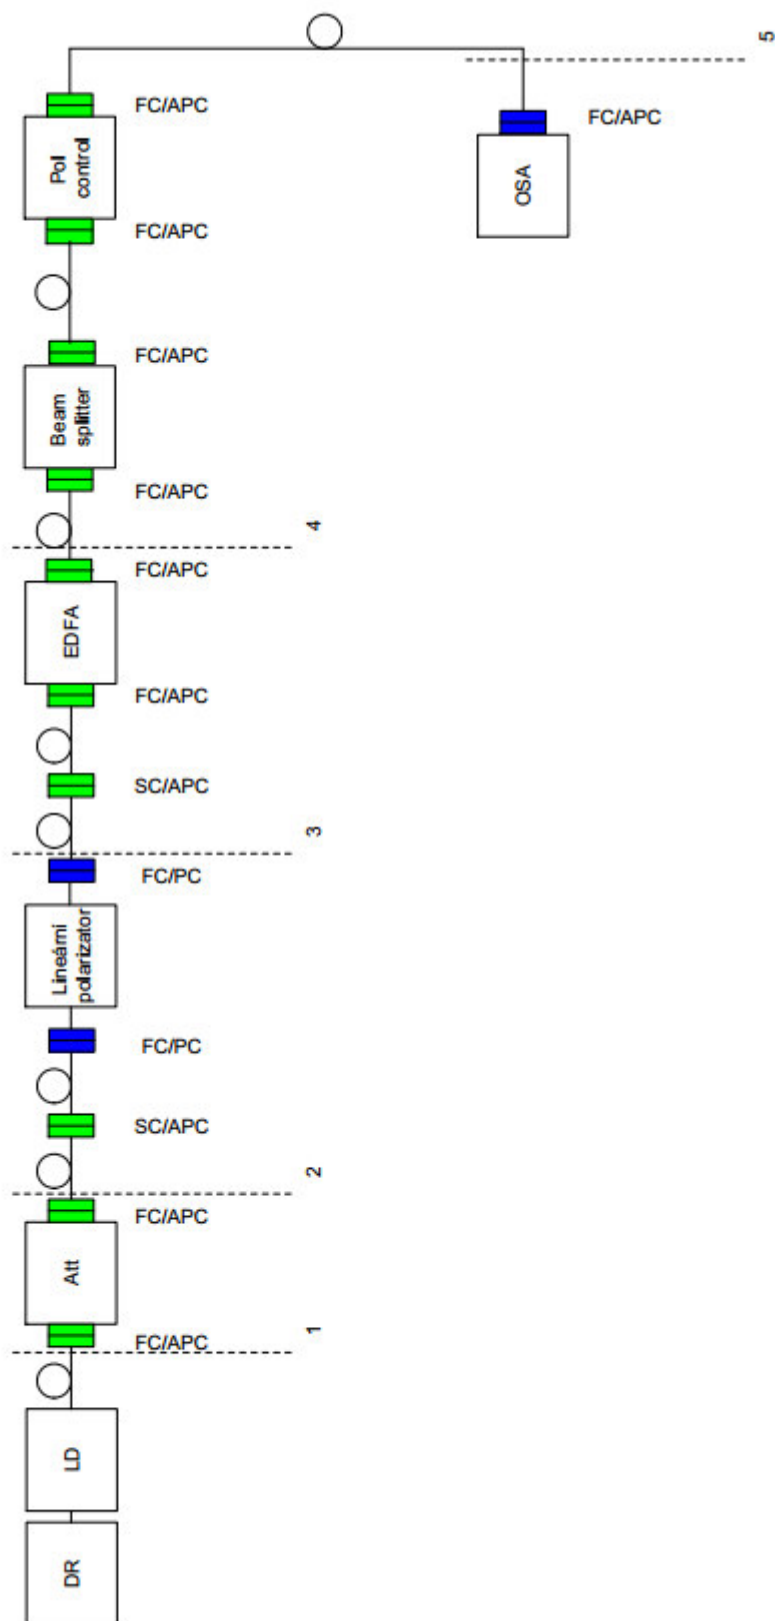 5
FC/APC
FC/APC
Pol
control
OSA
FC/APC
FC/APC
Beam
splitter
FC/APC
4
FC/APC
EDFA
FC/APC
SC/APC
3
FC/PC
Lineární
polarizator
FC/PC
SC/APC
2
FC/APC
Att
1
FC/APC
LD
DR